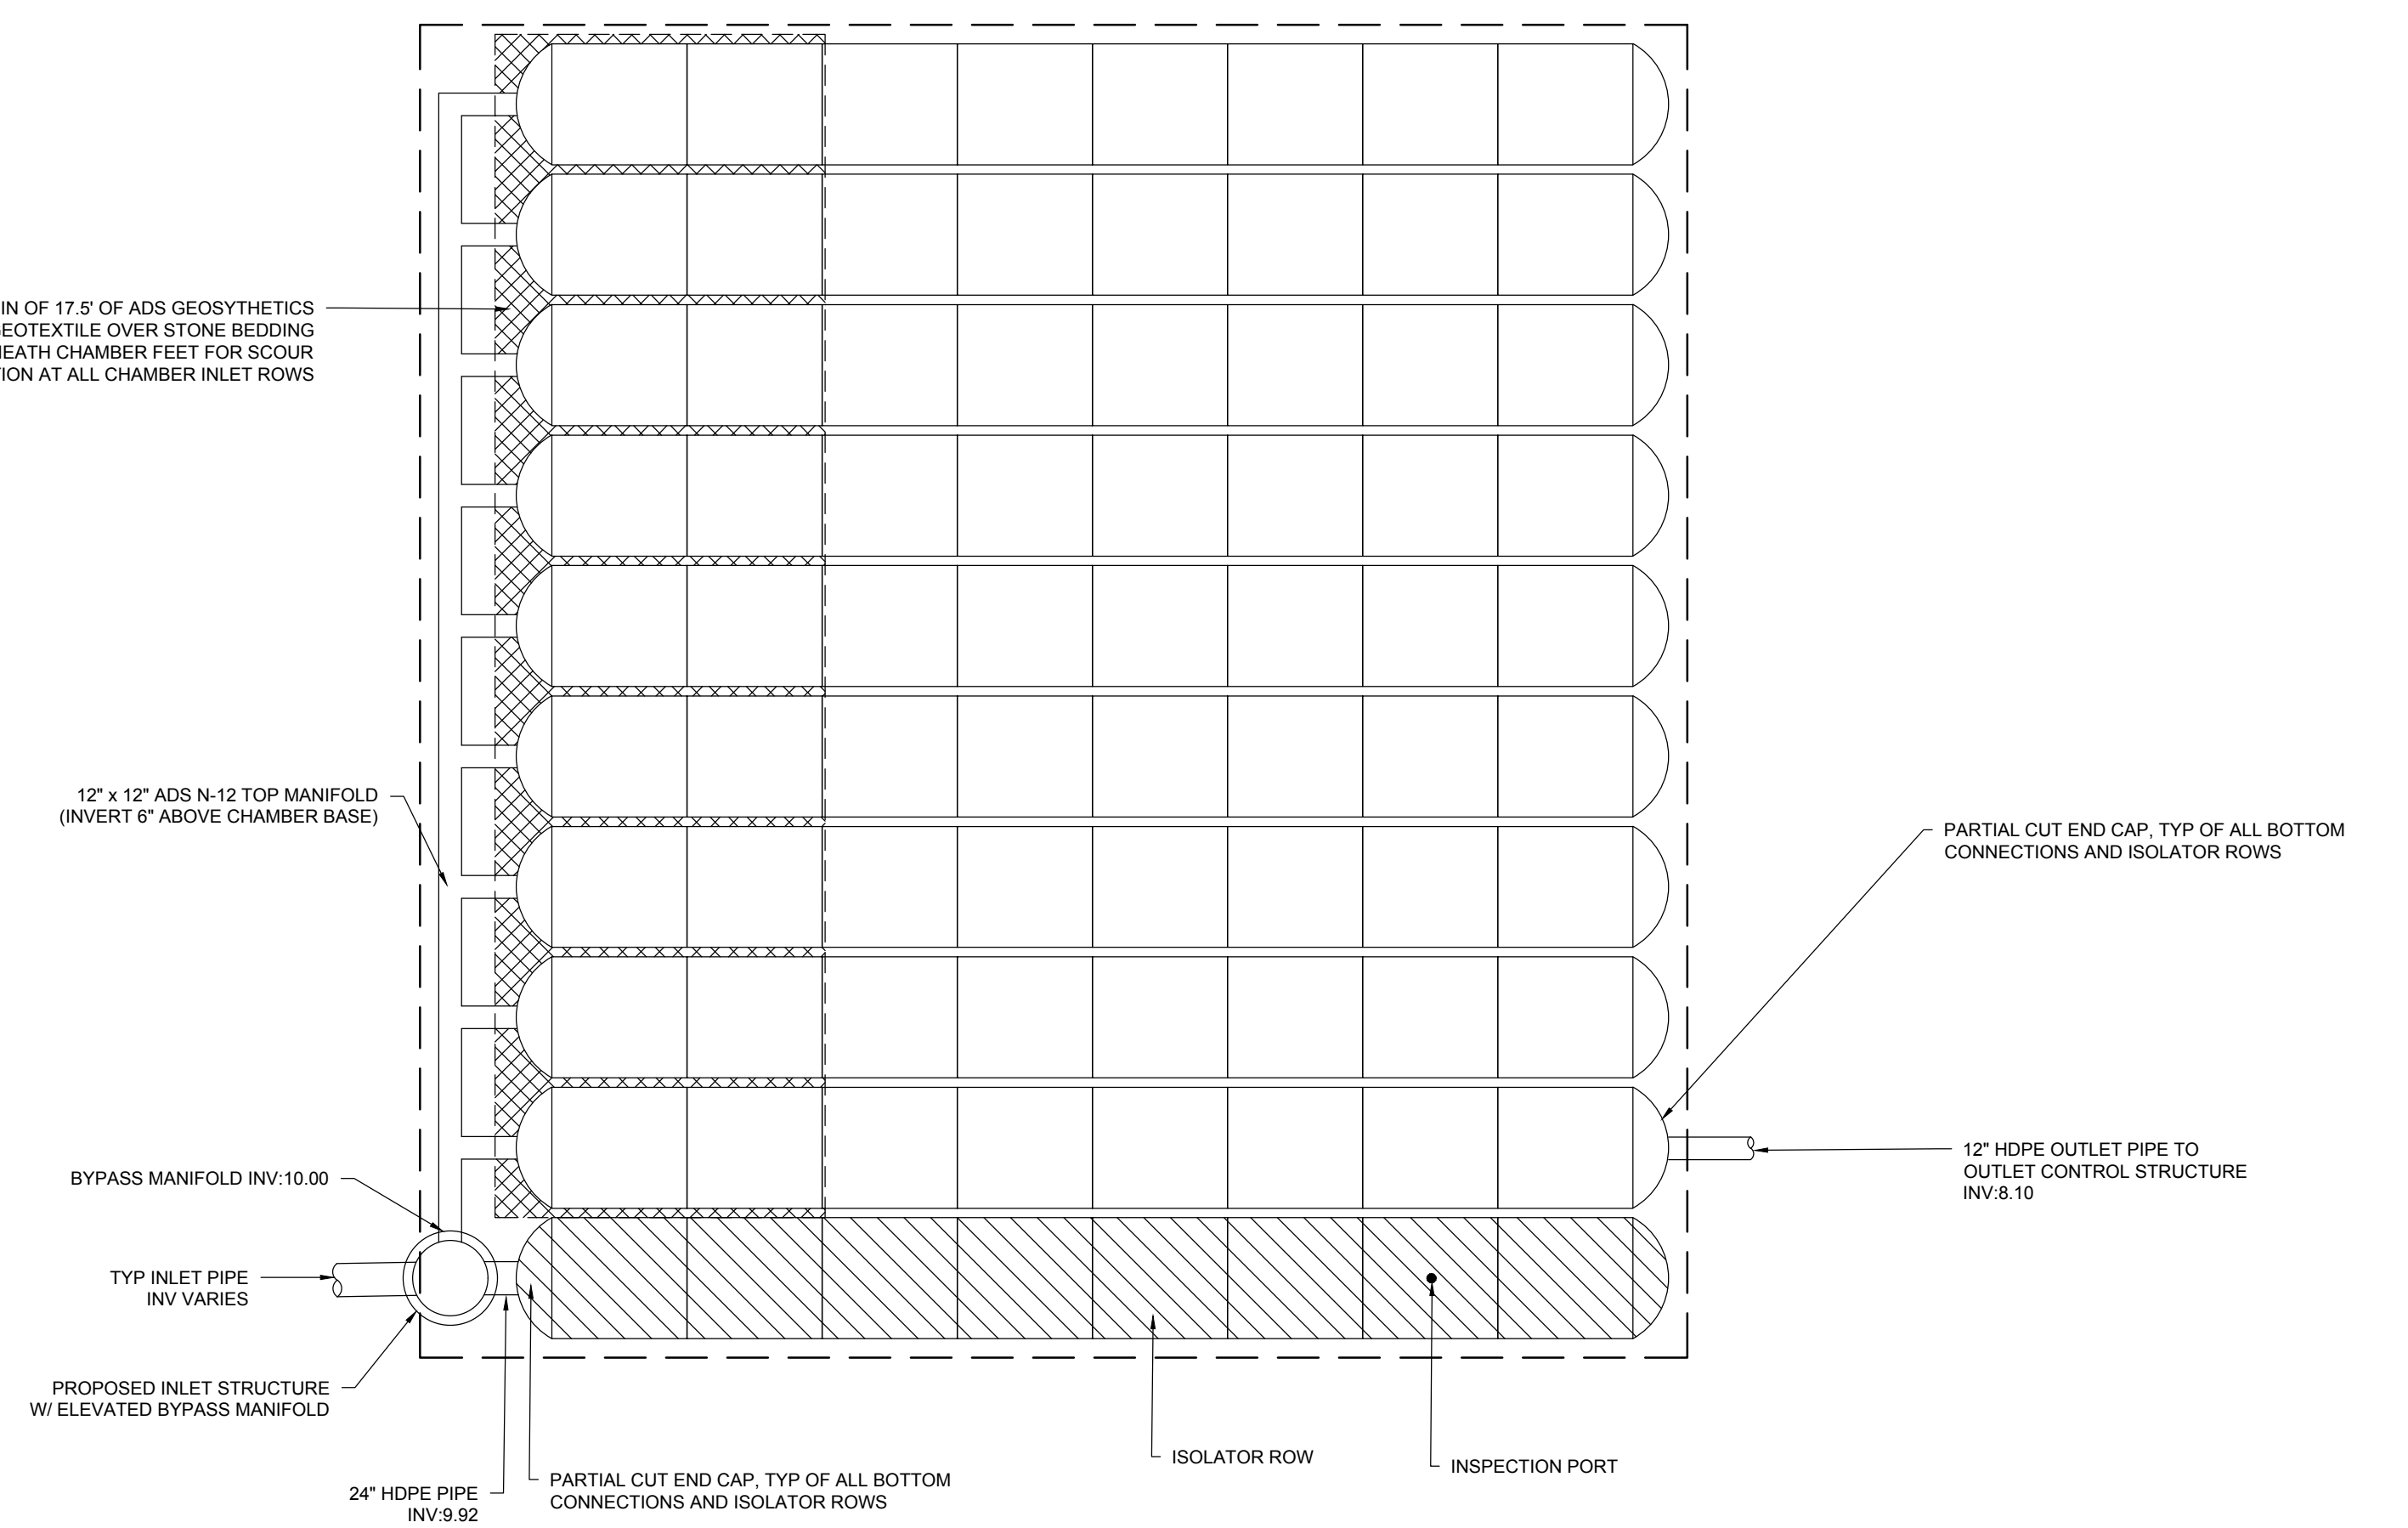 IN OF 17.5' OF ADS GEOSYTHETICS
EOTEXTILE OVER STONE BEDDING
EATH CHAMBER FEET FOR SCOUR
TION AT ALL CHAMBER INLET ROWS
12" x 12" ADS N-12 TOP MANIFOLD
(INVERT 6" ABOVE CHAMBER BASE)
PARTIAL CUT END CAP, TYP OF ALL BOTTOM
CONNECTIONS AND ISOLATOR ROWS
BYPASS MANIFOLD INV:10.00
12" HDPE OUTLET PIPE TO
OUTLET CONTROL STRUCTURE
INV:8.10
TYP INLET PIPE
INV VARIES
PROPOSED INLET STRUCTURE
W/ ELEVATED BYPASS MANIFOLD
24" HDPE PIPE
INV:9.92
PARTIAL CUT END CAP, TYP OF ALL BOTTOM
CONNECTIONS AND ISOLATOR ROWS
ISOLATOR ROW
INSPECTION PORT